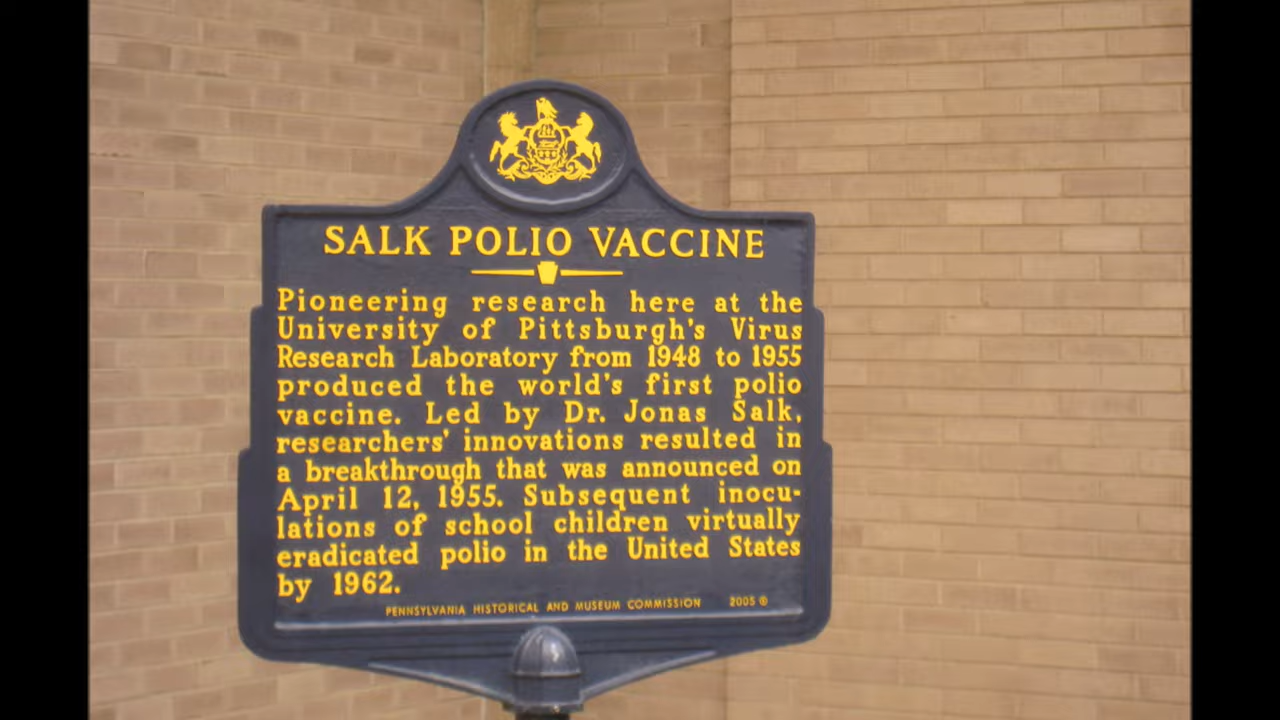 SALK POLIO VACCINE
Pioneering research here at the
University of Pittsburgh's Virus
Research Laboratory from 1948 to 1955
produced the world's first polio
vaccine. Led by Dr. Jonas Salk,
researchers' innovations resulted in
a breakthrough that was announced on
April 12, 1955. Subsequent inocu-
lations of school children virtually
eradicated polio in the United States
by 1962.
PENNSYLVANIA HISTORICAL AND MUSEUM COMMISSION 2005 ©